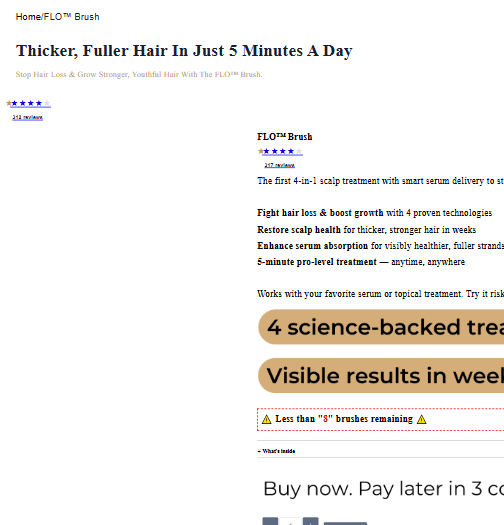 Home/FLO™ Brush
Thicker, Fuller Hair In Just 5 Minutes A Day
Stop Hair Loss & Grow Stronger, Youthful Hair With The FLO™ Brush.
★★★★★
318 reviews
FLO™ Brush
★★★★★
317 reviews
The first 4-in-1 scalp treatment with smart serum delivery to st
Fight hair loss & boost growth with 4 proven technologies
Restore scalp health for thicker, stronger hair in weeks
Enhance serum absorption for visibly healthier, fuller strands
5-minute pro-level treatment — anytime, anywhere
Works with your favorite serum or topical treatment. Try it risk
4 science-backed trea
Visible results in week
⚠ Less than "8" brushes remaining ⚠
+ What's inside
Buy now. Pay later in 3 co